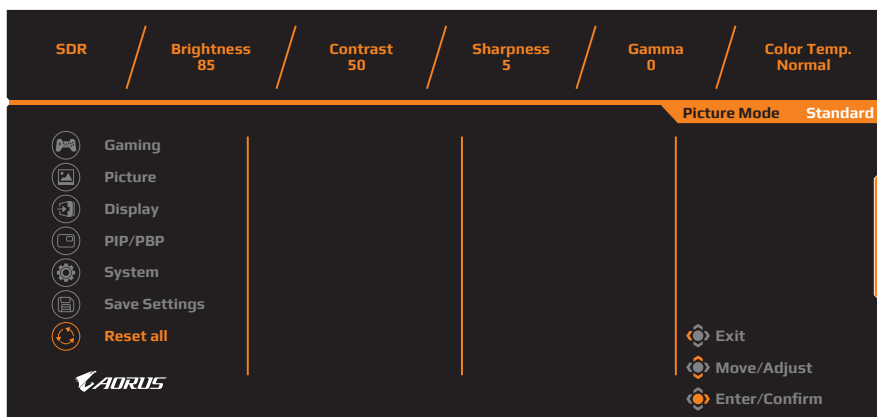 SDR Brightness Contrast Sharpness Gamma Color Temp.
85 50 5 0 Normal
Picture Mode Standard
Gaming
Picture
Display
PIP/PBP
System
Save Settings
Reset all
Exit
Move/Adjust
Enter/Confirm
AORUS